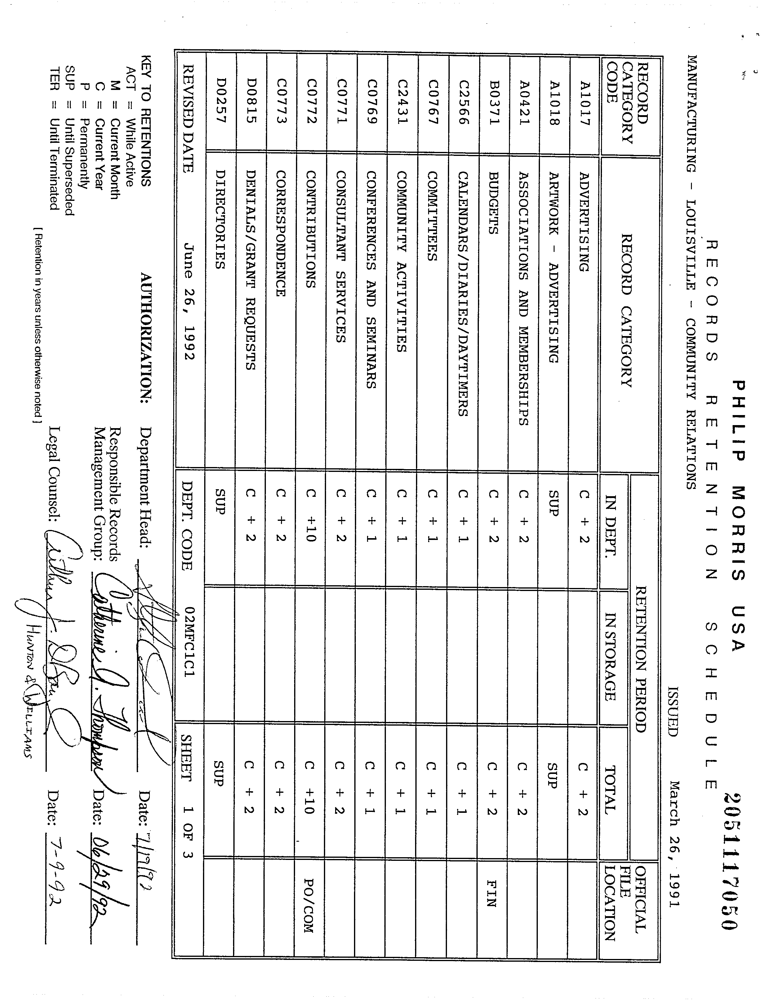 2051117050
PHILIP MORRIS USA
RECORDS RETENTION SCHEDULE
ISSUED March 26, 1991
MANUFACTURING - LOUISVILLE - COMMUNITY RELATIONS
RECORD CATEGORY CODE RECORD CATEGORY RETENTION PERIOD OFFICIAL FILE LOCATION
IN DEPT. IN STORAGE TOTAL
A1017 ADVERTISING C + 2 C + 2
A1018 ARTWORK - ADVERTISING SUP SUP
A0421 ASSOCIATIONS AND MEMBERSHIPS C + 2 C + 2
B0371 BUDGETS C + 2 C + 2 FIN
C2566 CALENDARS/DIARIES/DAYTIMERS C + 1 C + 1
C0767 COMMITTEES C + 1 C + 1
C2431 COMMUNITY ACTIVITIES C + 1 C + 1
C0769 CONFERENCES AND SEMINARS C + 1 C + 1
C0771 CONSULTANT SERVICES C + 2 C + 2
C0772 CONTRIBUTIONS C +10 C +10 PO/COM
C0773 CORRESPONDENCE C + 2 C + 2
D0815 DENIALS/GRANT REQUESTS C + 2 C + 2
D0257 DIRECTORIES SUP SUP
REVISED DATE June 26, 1992 DEPT. CODE 02MFC1C1 SHEET 1 OF 3
KEY TO RETENTIONS
ACT = While Active
M = Current Month
C = Current Year
P = Permanently
SUP = Until Superseded
TER = Until Terminated
[ Retention in years unless otherwise noted ]
AUTHORIZATION: Department Head: Date: 7/19/92
Responsible Records
Management Group: Catherine J. Thompson Date: 06/29/92
Legal Counsel: Date: 7-9-92
HUNTON & WILLIAMS